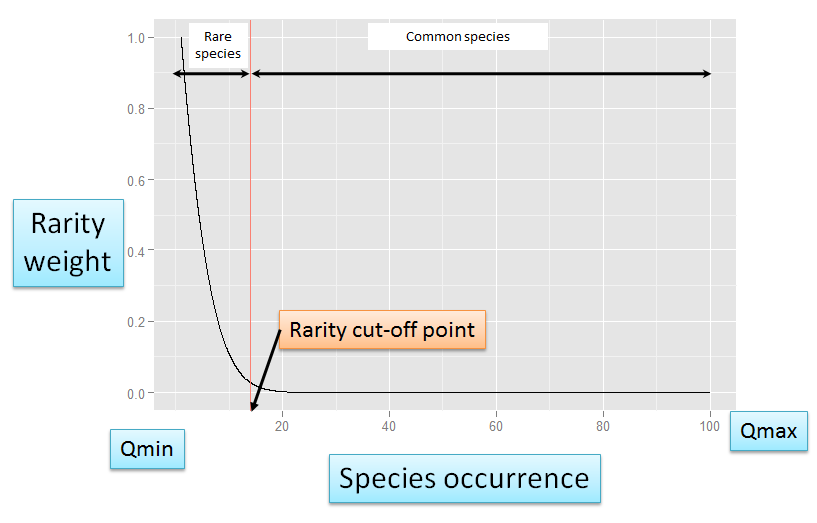 Rare
species
Common species
1.0
0.8
0.6
0.4
0.2
0.0
Rarity
weight
Rarity cut-off point
20
40
60
80
100
Qmin
Qmax
Species occurrence